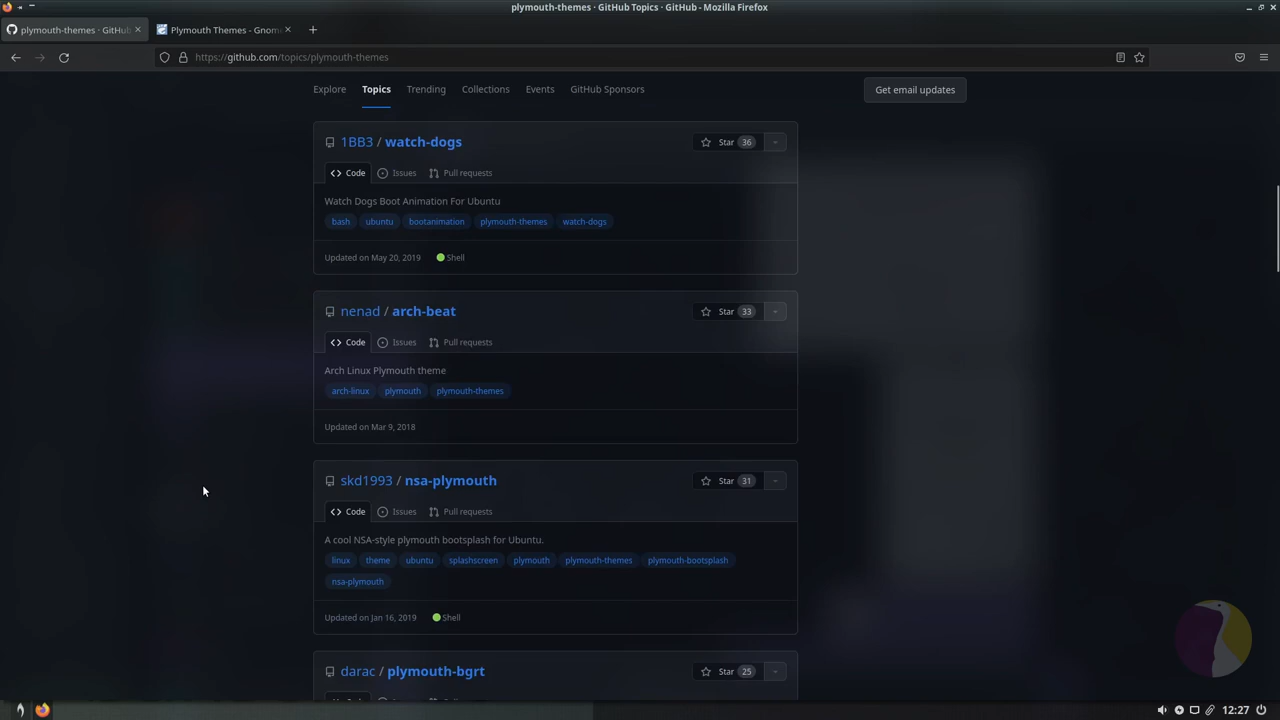 plymouth-themes · GitHub Topics · GitHub - Mozilla Firefox
plymouth-themes · GitHub
Plymouth Themes - Gnom
https://github.com/topics/plymouth-themes
Explore Topics Trending Collections Events GitHub Sponsors Get email updates
1BB3 / watch-dogs Star 36
Code Issues Pull requests
Watch Dogs Boot Animation For Ubuntu
bash ubuntu bootanimation plymouth-themes watch-dogs
Updated on May 20, 2019 Shell
nenad / arch-beat Star 33
Code Issues Pull requests
Arch Linux Plymouth theme
arch-linux plymouth plymouth-themes
Updated on Mar 9, 2018
skd1993 / nsa-plymouth Star 31
Code Issues Pull requests
A cool NSA-style plymouth bootsplash for Ubuntu.
linux theme ubuntu splashscreen plymouth plymouth-themes plymouth-bootsplash
nsa-plymouth
Updated on Jan 16, 2019 Shell
darac / plymouth-bgrt Star 25
12:27